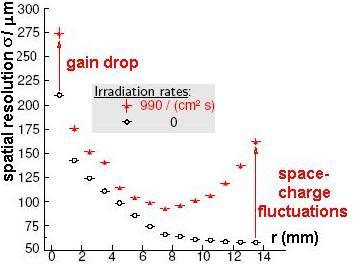 spatial resolution σ/ μm
300
275
250
225
200
175
150
125
100
75
50
0 2 4 6 8 10 12 14
r (mm)
gain drop
Irradiation rates:
990 / (cm² s)
0
space-
charge
fluctuations